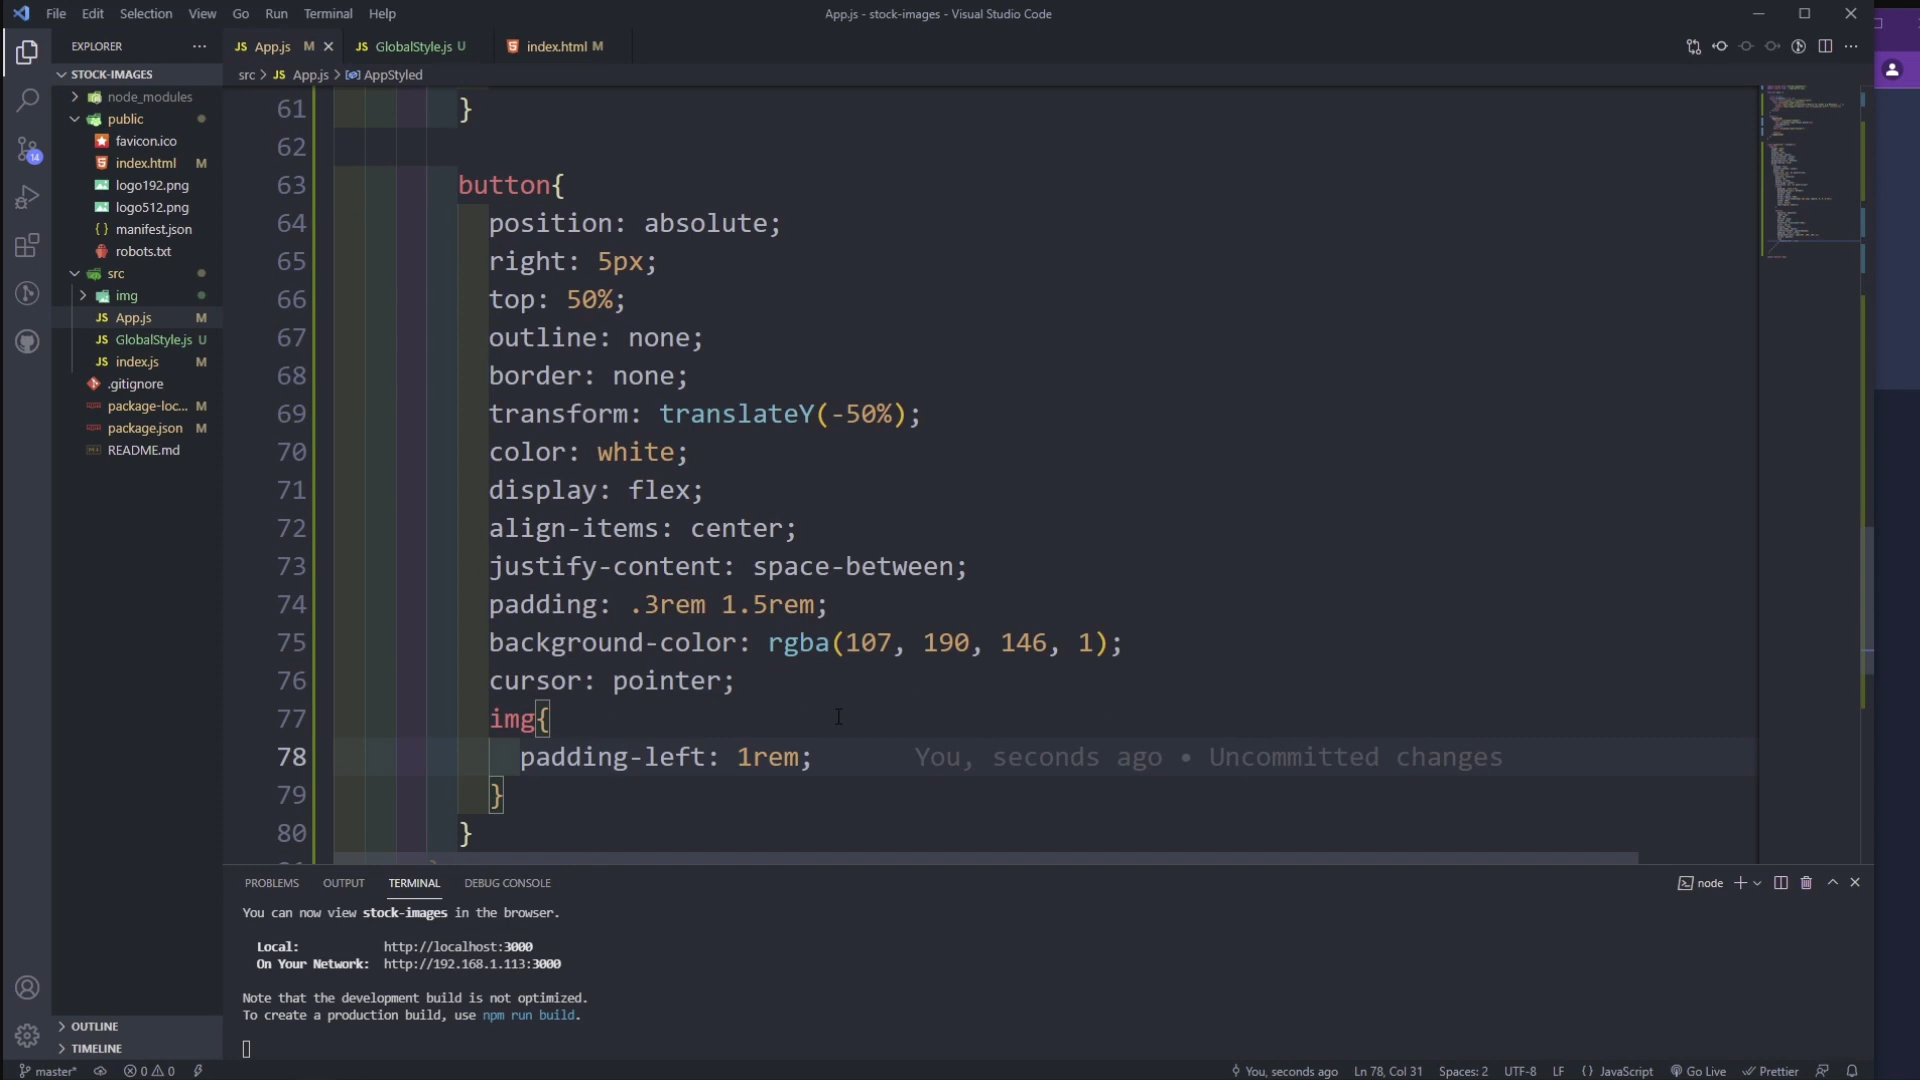 File Edit Selection View Go Run Terminal Help
App.js - stock-images - Visual Studio Code
EXPLORER
STOCK-IMAGES
node_modules
public
favicon.ico
index.html M
logo192.png
logo512.png
manifest.json
robots.txt
src
img
JS App.js M
JS GlobalStyle.js U
JS index.js M
.gitignore
package-loc... M
package.json M
README.md
OUTLINE
TIMELINE
14
JS App.js M
JS GlobalStyle.js U
index.html M
src > JS App.js > AppStyled
61 }
62
63 button{
64 position: absolute;
65 right: 5px;
66 top: 50%;
67 outline: none;
68 border: none;
69 transform: translateY(-50%);
70 color: white;
71 display: flex;
72 align-items: center;
73 justify-content: space-between;
74 padding: .3rem 1.5rem;
75 background-color: rgba(107, 190, 146, 1);
76 cursor: pointer;
77 img{
78 padding-left: 1rem; You, seconds ago • Uncommitted changes
79 }
80 }
PROBLEMS OUTPUT TERMINAL DEBUG CONSOLE
node
You can now view stock-images in the browser.
Local: http://localhost:3000
On Your Network: http://192.168.1.113:3000
Note that the development build is not optimized.
To create a production build, use npm run build.
master* 0 0 You, seconds ago Ln 78, Col 31 Spaces: 2 UTF-8 LF {} JavaScript Go Live Prettier